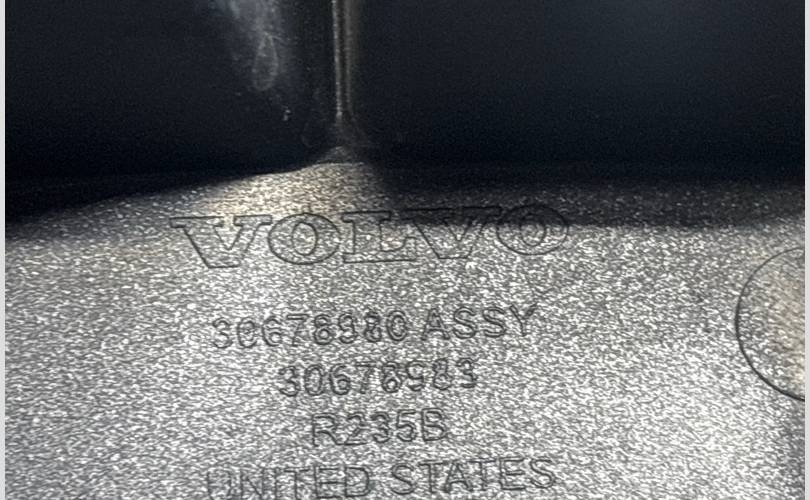 VOLVO
30678980 ASSY
30678983
R235B
UNITED STATES